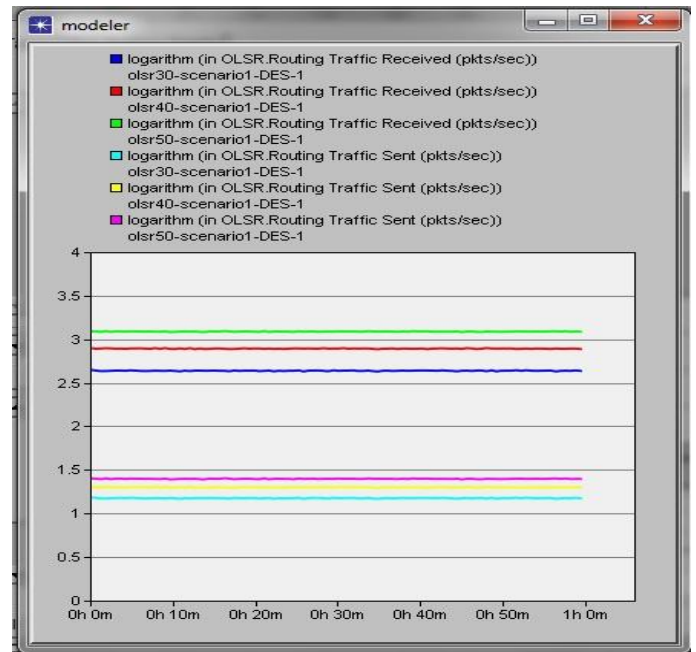 modeler
logarithm (in OLSR.Routing Traffic Received (pkts/sec))
olsr30-scenario1-DES-1
logarithm (in OLSR.Routing Traffic Received (pkts/sec))
olsr40-scenario1-DES-1
logarithm (in OLSR.Routing Traffic Received (pkts/sec))
olsr50-scenario1-DES-1
logarithm (in OLSR.Routing Traffic Sent (pkts/sec))
olsr30-scenario1-DES-1
logarithm (in OLSR.Routing Traffic Sent (pkts/sec))
olsr40-scenario1-DES-1
logarithm (in OLSR.Routing Traffic Sent (pkts/sec))
olsr50-scenario1-DES-1
4
3.5
3
2.5
2
1.5
1
0.5
0
0h 0m 0h 10m 0h 20m 0h 30m 0h 40m 0h 50m 1h 0m